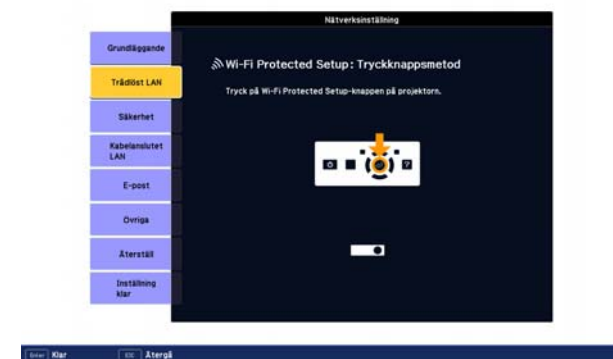 Nätverksinställning
Grundläggande
Trådlöst LAN
Säkerhet
Kabelanslutet
LAN
E-post
Övriga
Återställ
Inställning
klar
Wi-Fi Protected Setup: Tryckknappsmetod
Tryck på Wi-Fi Protected Setup-knappen på projektorn.
?
Enter Klar
ESC Återgå